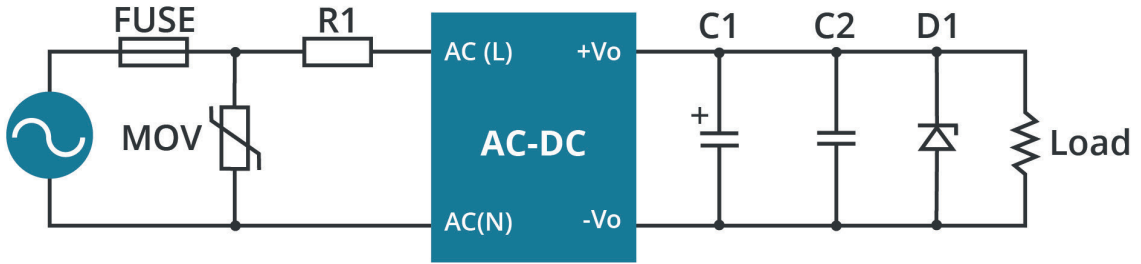 FUSE
R1
C1
C2
D1
AC (L)
+Vo
+
MOV
AC-DC
Load
AC(N)
-Vo